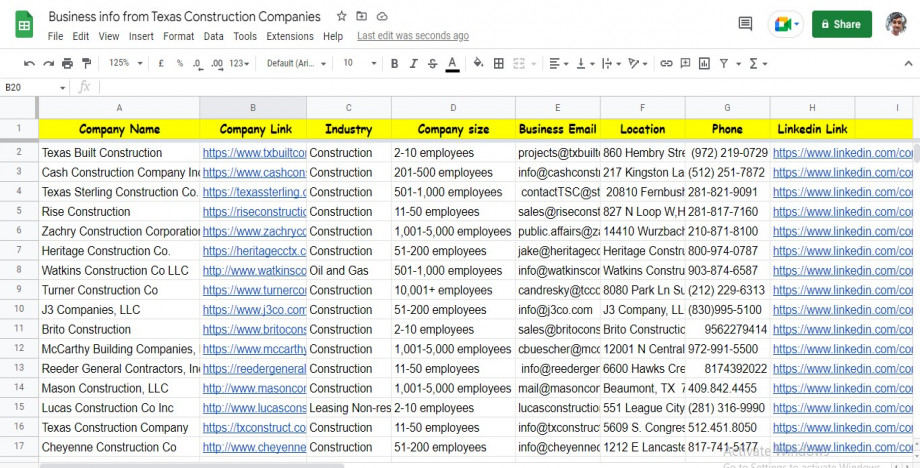 Business info from Texas Construction Companies
File Edit View Insert Format Data Tools Extensions Help Last edit was seconds ago
Share
125% £ % .0 .00 123 Default (Ari... 10 B I S A
B20 fx
A B C D E F G H I
1 Company Name Company Link Industry Company size Business Email Location Phone Linkedin Link
2 Texas Built Construction https://www.txbuiltco Construction 2-10 employees projects@txbuilt 860 Hembry Stre (972) 219-0729 https://www.linkedin.com/co
3 Cash Construction Company In https://www.cashcon Construction 201-500 employees info@cashconst 217 Kingston La (512) 251-7872 https://www.linkedin.com/co
4 Texas Sterling Construction Co. https://texassterling.c Construction 501-1,000 employees contactTSC@st 20810 Fernbush 281-821-9091 https://www.linkedin.com/co
5 Rise Construction https://riseconstructic Construction 11-50 employees sales@riseconst 827 N Loop W,H 281-817-7160 https://www.linkedin.com/co
6 Zachry Construction Corporatio https://www.zachryc Construction 1,001-5,000 employees public.affairs@z 14410 Wurzbach 210-871-8100 https://www.linkedin.com/co
7 Heritage Construction Co. https://heritagecctx.c Construction 51-200 employees jake@heritagec Heritage Constru 800-974-0787 https://www.linkedin.com/co
8 Watkins Construction Co LLC http://www.watkinsco Oil and Gas 501-1,000 employees info@watkinscor Watkins Constru 903-874-6587 https://www.linkedin.com/co
9 Turner Construction Co http://www.turnercor Construction 10,001+ employees candresky@tcco 8080 Park Ln Su (212) 229-6313 https://www.linkedin.com/co
10 J3 Companies, LLC https://www.j3co.com Construction 51-200 employees info@j3co.com J3 Company, LL (830)995-5100 https://www.linkedin.com/co
11 Brito Construction https://www.britocons Construction 2-10 employees sales@britocons Brito Constructic 9562279414 https://www.linkedin.com/co
12 McCarthy Building Companies, http://www.mccarthy Construction 1,001-5,000 employees cbuescher@mcc 12001 N Central 972-991-5500 https://www.linkedin.com/co
13 Reeder General Contractors, In https://reedergeneral Construction 11-50 employees info@reederger 6600 Hawks Cre 8174392022 https://www.linkedin.com/co
14 Mason Construction, LLC http://www.masoncor Construction 1,001-5,000 employees mail@masoncor Beaumont, TX 7 409.842.4455 https://www.linkedin.com/co
15 Lucas Construction Co Inc http://www.lucascons Leasing Non-res 2-10 employees lucasconstructio 551 League City (281) 316-9990 https://www.linkedin.com/co
16 Texas Construction Company https://txconstruct.co Construction 11-50 employees info@txconstruc 5609 S. Congres 512.451.8050 https://www.linkedin.com/co
17 Cheyenne Construction Co http://www.cheyenne Construction 51-200 employees info@cheyennec 1212 E Lancaste 817-741-5177 https://www.linkedin.com/co
Activate Windows
Go to Settings to activate Windows.